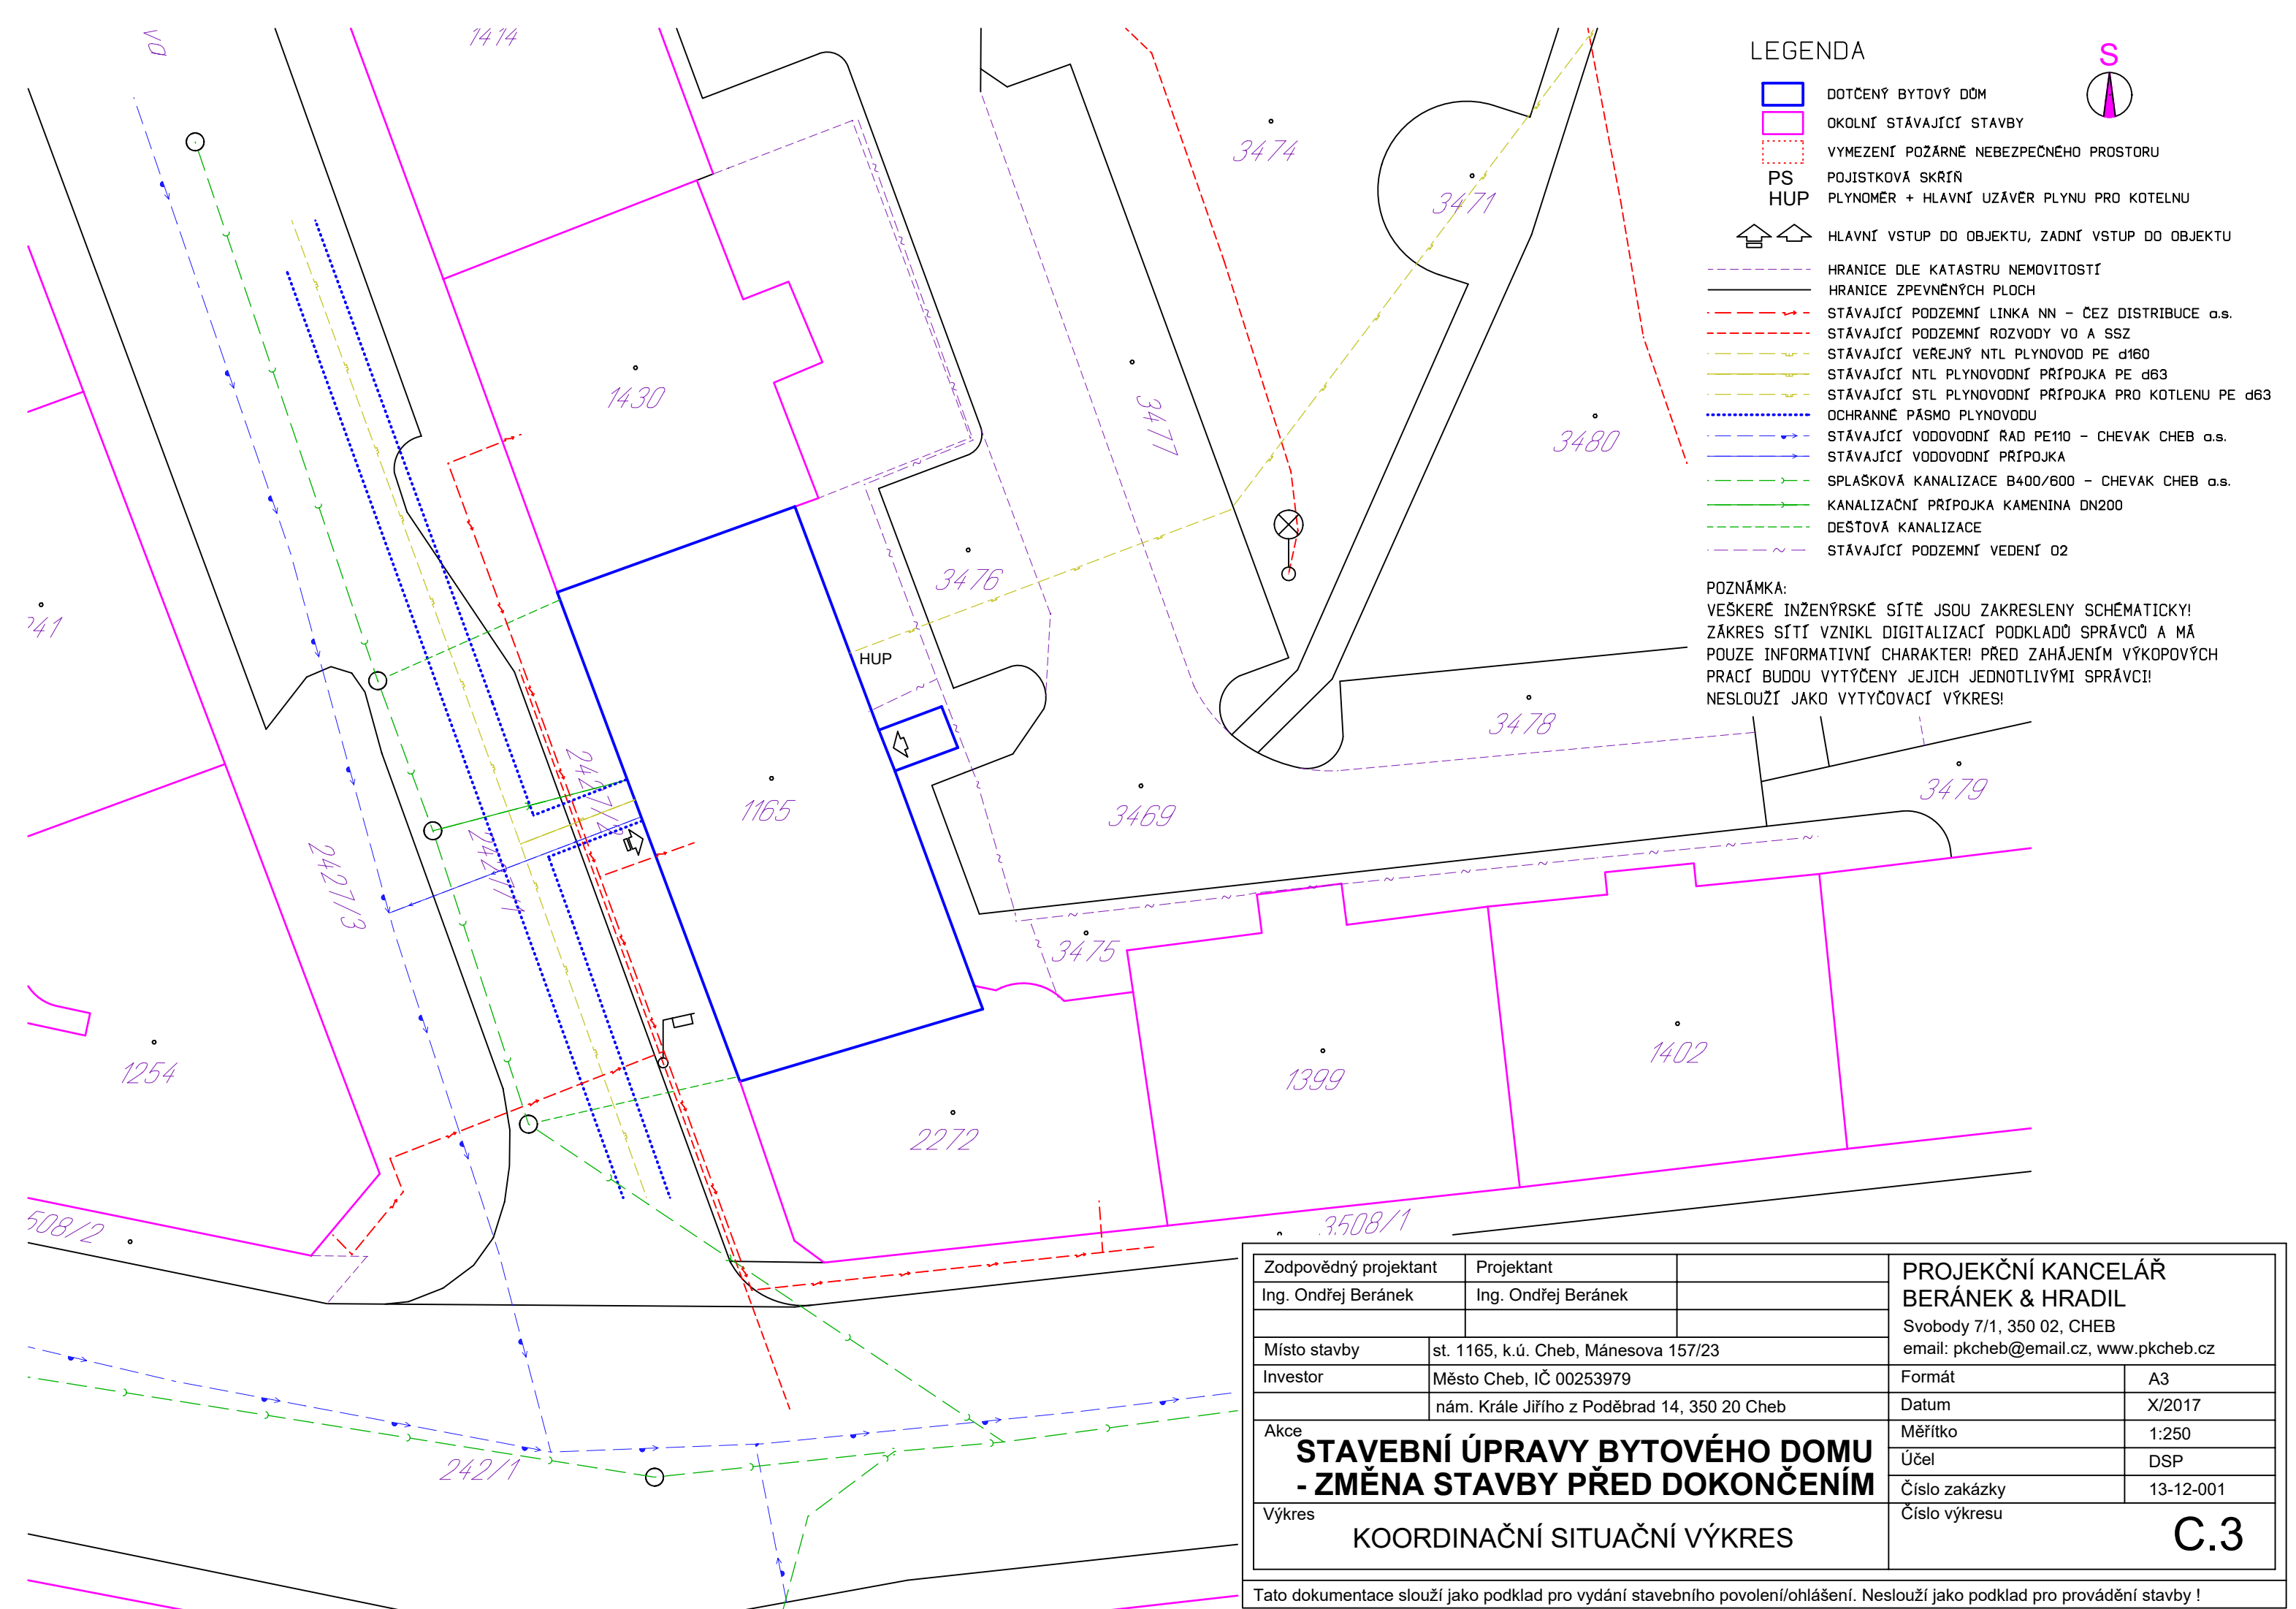 VO
1414
3474
3471
1430
3477
3480
3476
HUP
3478
3479
2427/2
1165
3469
2427/1
2427/3
3475
1254
1399
1402
2272
508/2
3508/1
242/1
LEGENDA
S
DOTČENÝ BYTOVÝ DŮM
OKOLNÍ STÁVAJÍCÍ STAVBY
VYMEZENÍ POŽÁRNĚ NEBEZPEČNÉHO PROSTORU
PS POJISTKOVÁ SKŘÍŇ
HUP PLYNOMĚR + HLAVNÍ UZÁVĚR PLYNU PRO KOTELNU
HLAVNÍ VSTUP DO OBJEKTU, ZADNÍ VSTUP DO OBJEKTU
HRANICE DLE KATASTRU NEMOVITOSTÍ
HRANICE ZPEVNĚNÝCH PLOCH
STÁVAJÍCÍ PODZEMNÍ LINKA NN – ČEZ DISTRIBUCE a.s.
STÁVAJÍCÍ PODZEMNÍ ROZVODY VO A SSZ
STÁVAJÍCÍ VEŘEJNÝ NTL PLYNOVOD PE d160
STÁVAJÍCÍ NTL PLYNOVODNÍ PŘÍPOJKA PE d63
STÁVAJÍCÍ STL PLYNOVODNÍ PŘÍPOJKA PRO KOTLENU PE d63
OCHRANNÉ PÁSMO PLYNOVODU
STÁVAJÍCÍ VODOVODNÍ ŘAD PE110 – CHEVAK CHEB a.s.
STÁVAJÍCÍ VODOVODNÍ PŘÍPOJKA
SPLAŠKOVÁ KANALIZACE B400/600 – CHEVAK CHEB a.s.
KANALIZAČNÍ PŘÍPOJKA KAMENINA DN200
DEŠŤOVÁ KANALIZACE
STÁVAJÍCÍ PODZEMNÍ VEDENÍ O2
POZNÁMKA:
VEŠKERÉ INŽENÝRSKÉ SÍTĚ JSOU ZAKRESLENY SCHÉMATICKY!
ZÁKRES SÍTÍ VZNIKL DIGITALIZACÍ PODKLADŮ SPRÁVCŮ A MÁ
POUZE INFORMATIVNÍ CHARAKTER! PŘED ZAHÁJENÍM VÝKOPOVÝCH
PRACÍ BUDOU VYTÝČENY JEJICH JEDNOTLIVÝMI SPRÁVCI!
NESLOUŽÍ JAKO VYTYČOVACÍ VÝKRES!
Zodpovědný projektant Projektant
Ing. Ondřej Beránek Ing. Ondřej Beránek
Místo stavby st. 1165, k.ú. Cheb, Mánesova 157/23
Investor Město Cheb, IČ 00253979
nám. Krále Jiřího z Poděbrad 14, 350 20 Cheb
Akce
STAVEBNÍ ÚPRAVY BYTOVÉHO DOMU
- ZMĚNA STAVBY PŘED DOKONČENÍM
Výkres
KOORDINAČNÍ SITUAČNÍ VÝKRES
PROJEKČNÍ KANCELÁŘ
BERÁNEK & HRADIL
Svobody 7/1, 350 02, CHEB
email: pkcheb@email.cz, www.pkcheb.cz
Formát A3
Datum X/2017
Měřítko 1:250
Účel DSP
Číslo zakázky 13-12-001
Číslo výkresu
C.3
Tato dokumentace slouží jako podklad pro vydání stavebního povolení/ohlášení. Neslouží jako podklad pro provádění stavby !